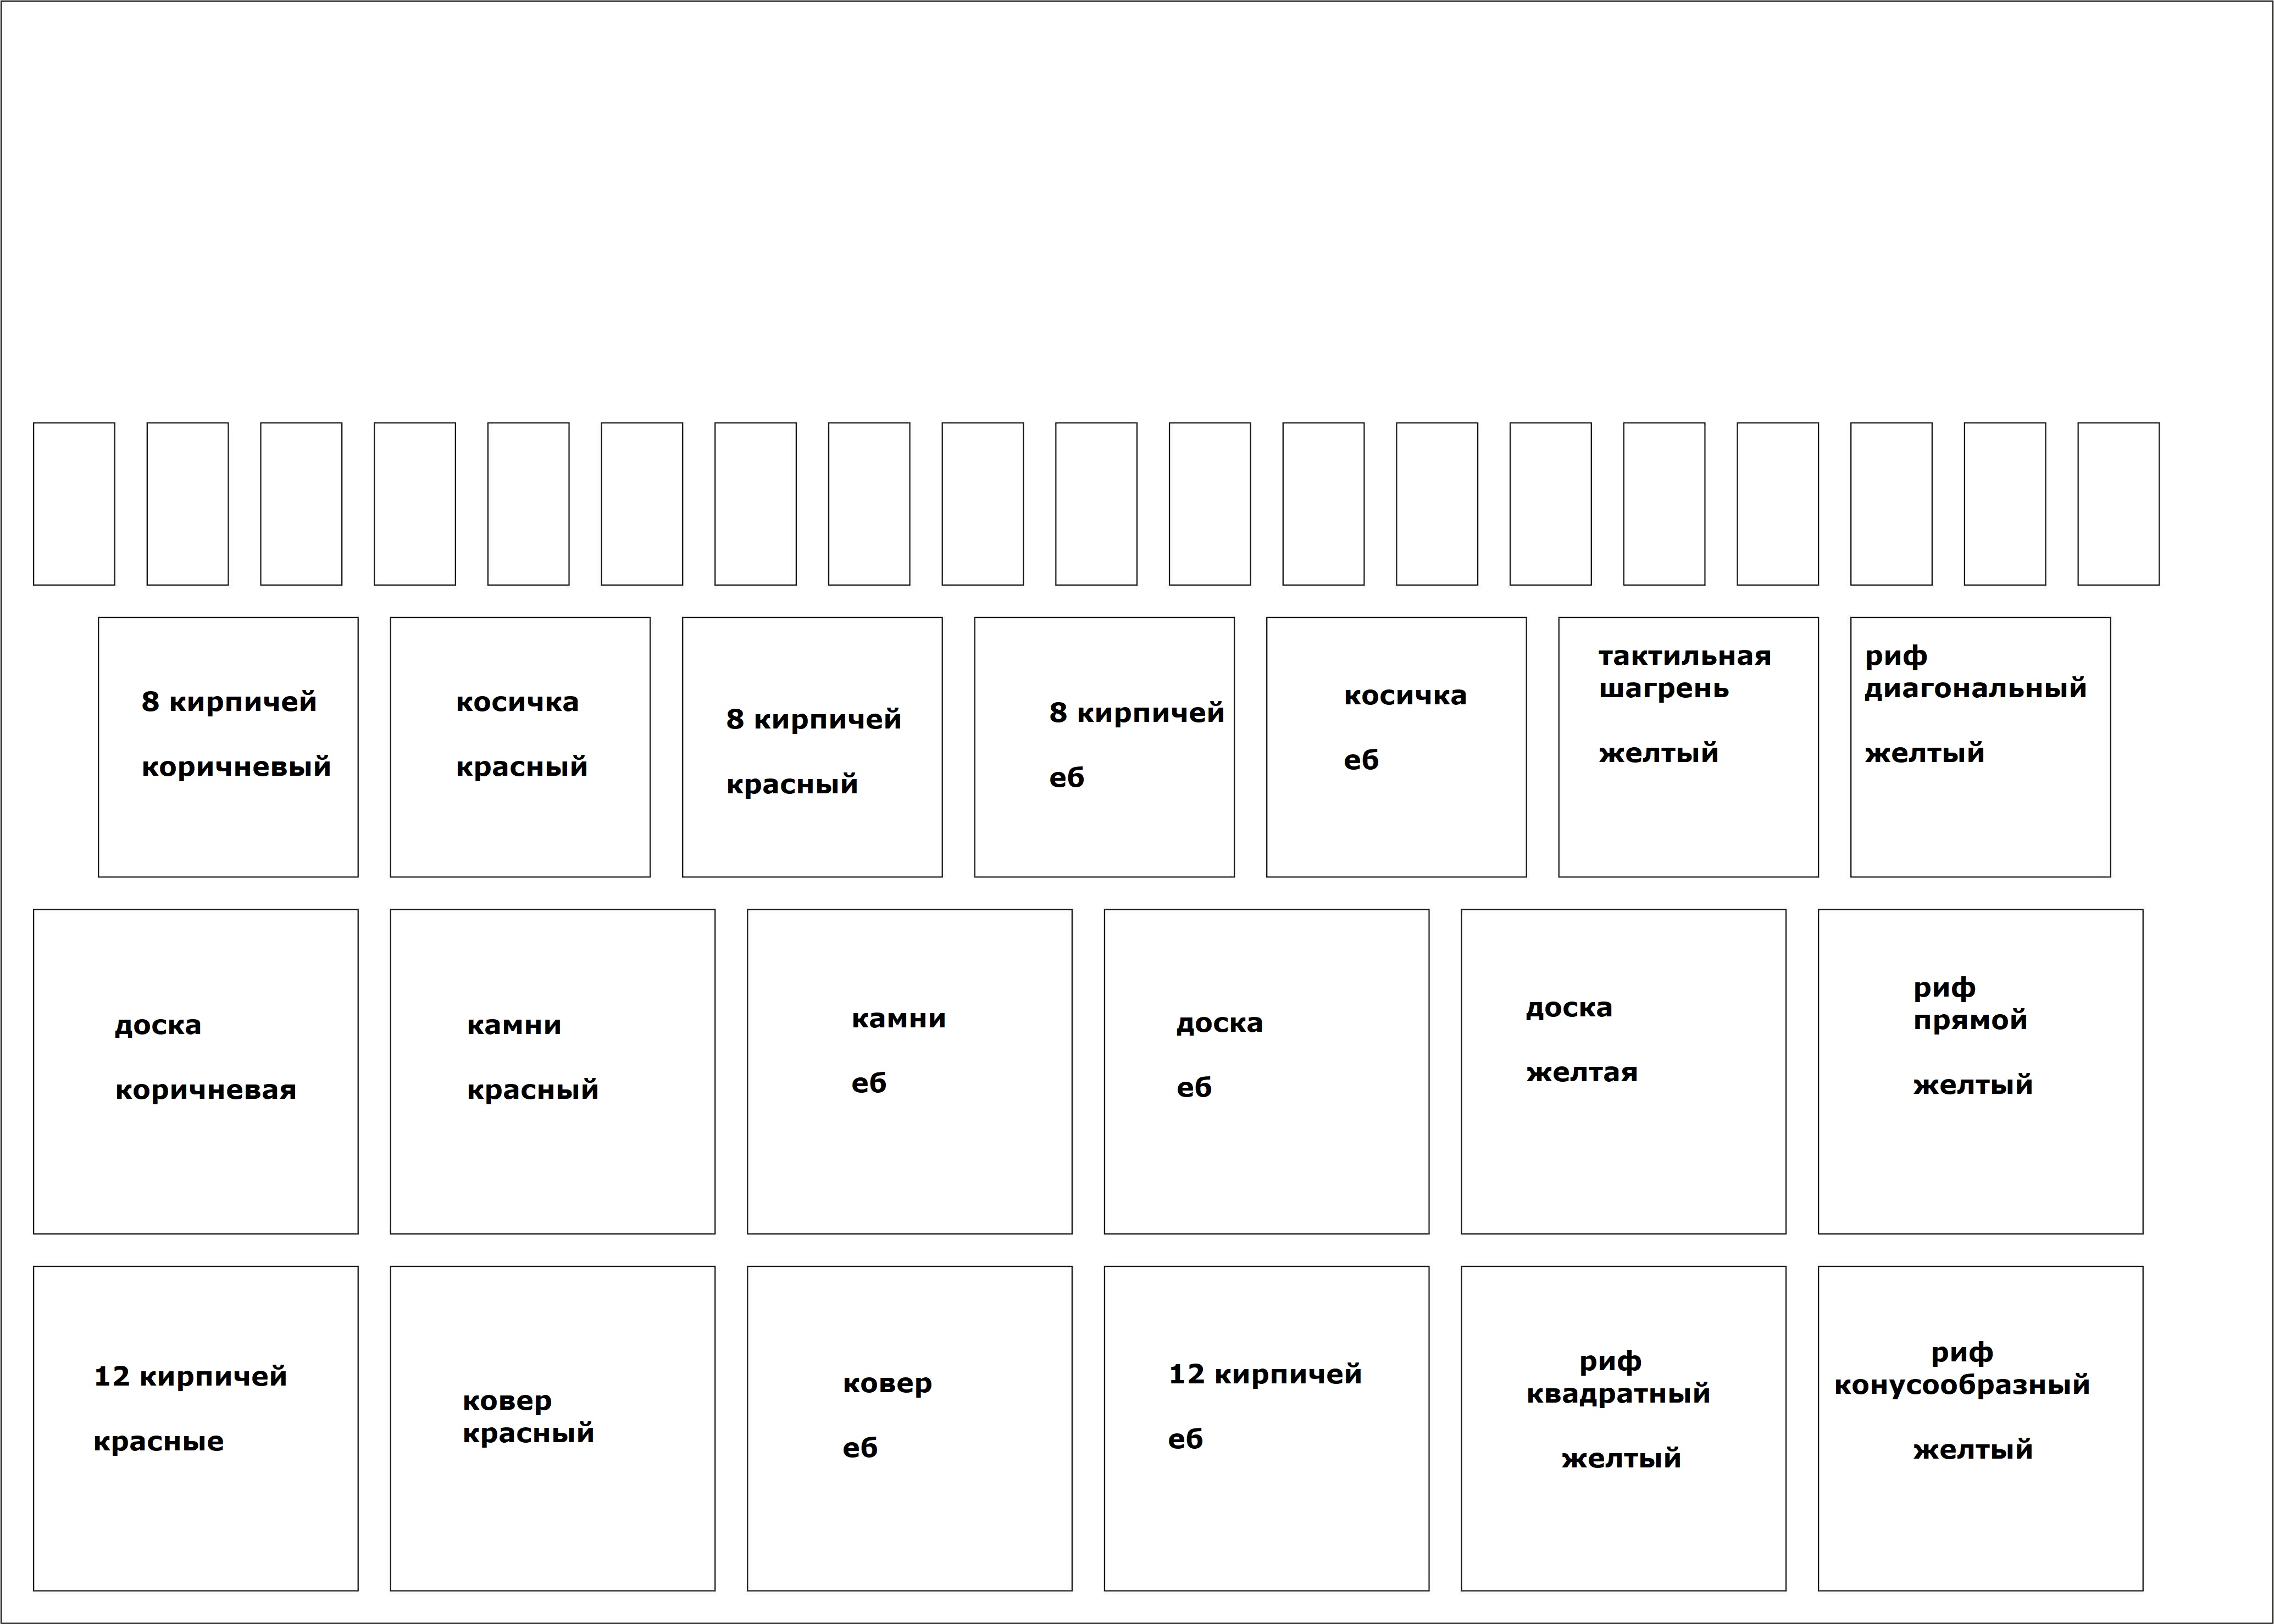 8 кирпичей
коричневый
косичка
красный
8 кирпичей
красный
8 кирпичей
еб
косичка
еб
тактильная
шагрень
желтый
риф
диагональный
желтый
доска
коричневая
камни
красный
камни
еб
доска
еб
доска
желтая
риф
прямой
желтый
12 кирпичей
красные
ковер
красный
ковер
еб
12 кирпичей
еб
риф
квадратный
желтый
риф
конусообразный
желтый